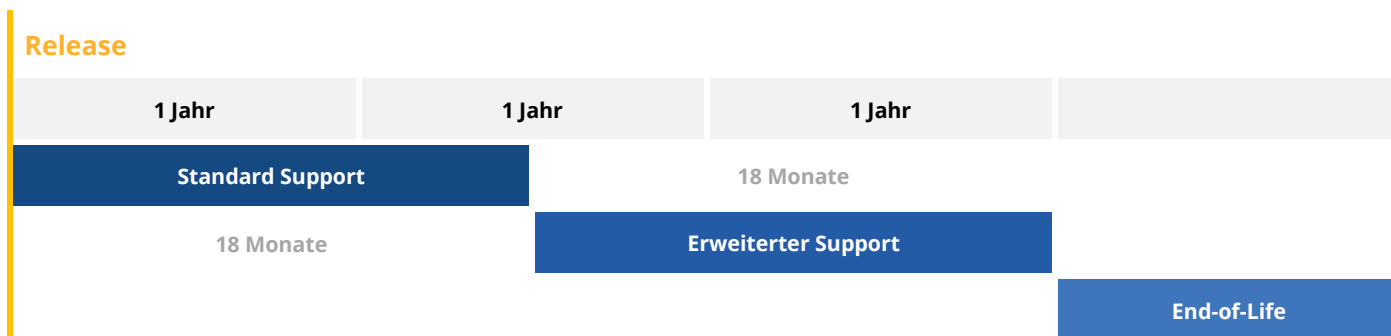 Release
1 Jahr 1 Jahr 1 Jahr
Standard Support 18 Monate
18 Monate Erweiterter Support
End-of-Life